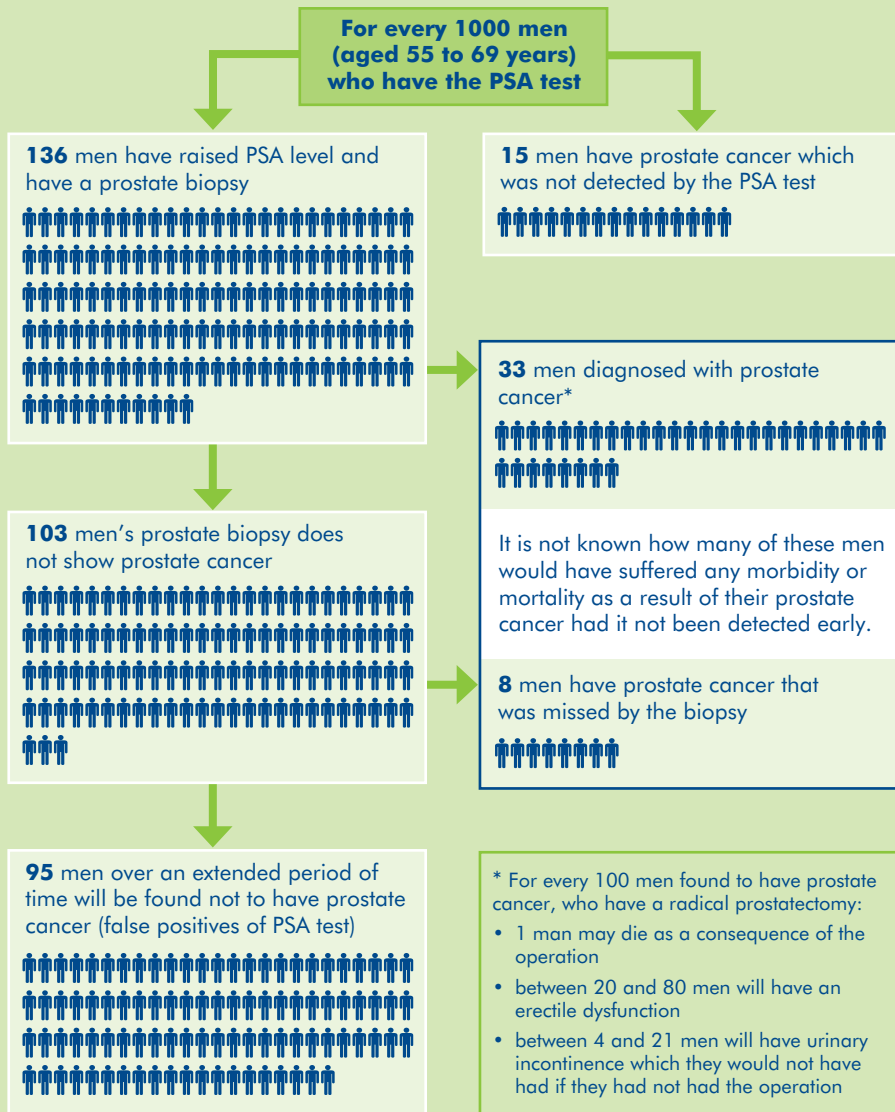 For every 1000 men
(aged 55 to 69 years)
who have the PSA test
136 men have raised PSA level and
have a prostate biopsy
15 men have prostate cancer which
was not detected by the PSA test
33 men diagnosed with prostate
cancer*
It is not known how many of these men
would have suffered any morbidity or
mortality as a result of their prostate
cancer had it not been detected early.
103 men’s prostate biopsy does
not show prostate cancer
8 men have prostate cancer that
was missed by the biopsy
95 men over an extended period of
time will be found not to have prostate
cancer (false positives of PSA test)
* For every 100 men found to have prostate
cancer, who have a radical prostatectomy:
• 1 man may die as a consequence of the
operation
• between 20 and 80 men will have an
erectile dysfunction
• between 4 and 21 men will have urinary
incontinence which they would not have
had if they had not had the operation